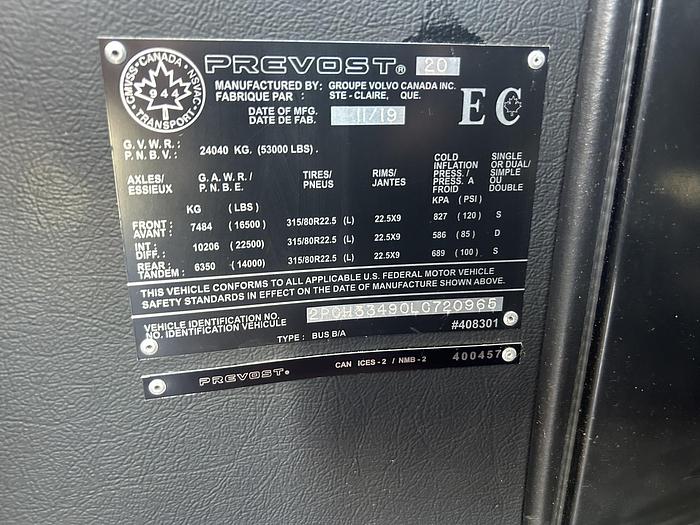 CMVSS • CANADA • NSVAC
944
TRANSPORT
PREVOST® 20
MANUFACTURED BY: GROUPE VOLVO CANADA INC.
FABRIQUE PAR : STE - CLAIRE, QUE.
DATE OF MFG. 11/19
DATE DE FAB.
EC
G. V. W. R. : 24040 KG. (53000 LBS) .
P. N. B. V. :
AXLES/ G. A. W. R. / TIRES/ RIMS/ COLD INFLATION PRESS. / SINGLE OR DUAL/
ESSIEUX P. N. B. E. PNEUS JANTES PRESS. A FROID SIMPLE OU DOUBLE
KG (LBS) KPA (PSI)
FRONT : 7484 (16500) 315/80R22.5 (L) 22.5X9 827 (120) S
AVANT :
INT : 10206 (22500) 315/80R22.5 (L) 22.5X9 586 (85) D
DIFF. :
REAR : 6350 (14000) 315/80R22.5 (L) 22.5X9 689 (100) S
TANDEM :
THIS VEHICLE CONFORMS TO ALL APPLICABLE U.S. FEDERAL MOTOR VEHICLE
SAFETY STANDARDS IN EFFECT ON THE DATE OF MANUFACTURE SHOWN ABOVE.
VEHICLE IDENTIFICATION NO. 2PCH33490LC720965
NO. IDENTIFICATION VEHICULE #408301
TYPE : BUS B/A
PREVOST® CAN ICES - 2 / NMB - 2 400457